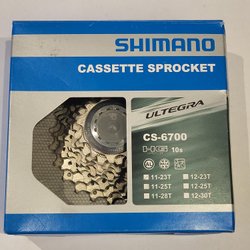 SHIMANO
CASSETTE SPROCKET
ULTEGRA
CS-6700
HG 10s
11-23T 12-23T
11-25T 12-25T
11-28T 12-30T